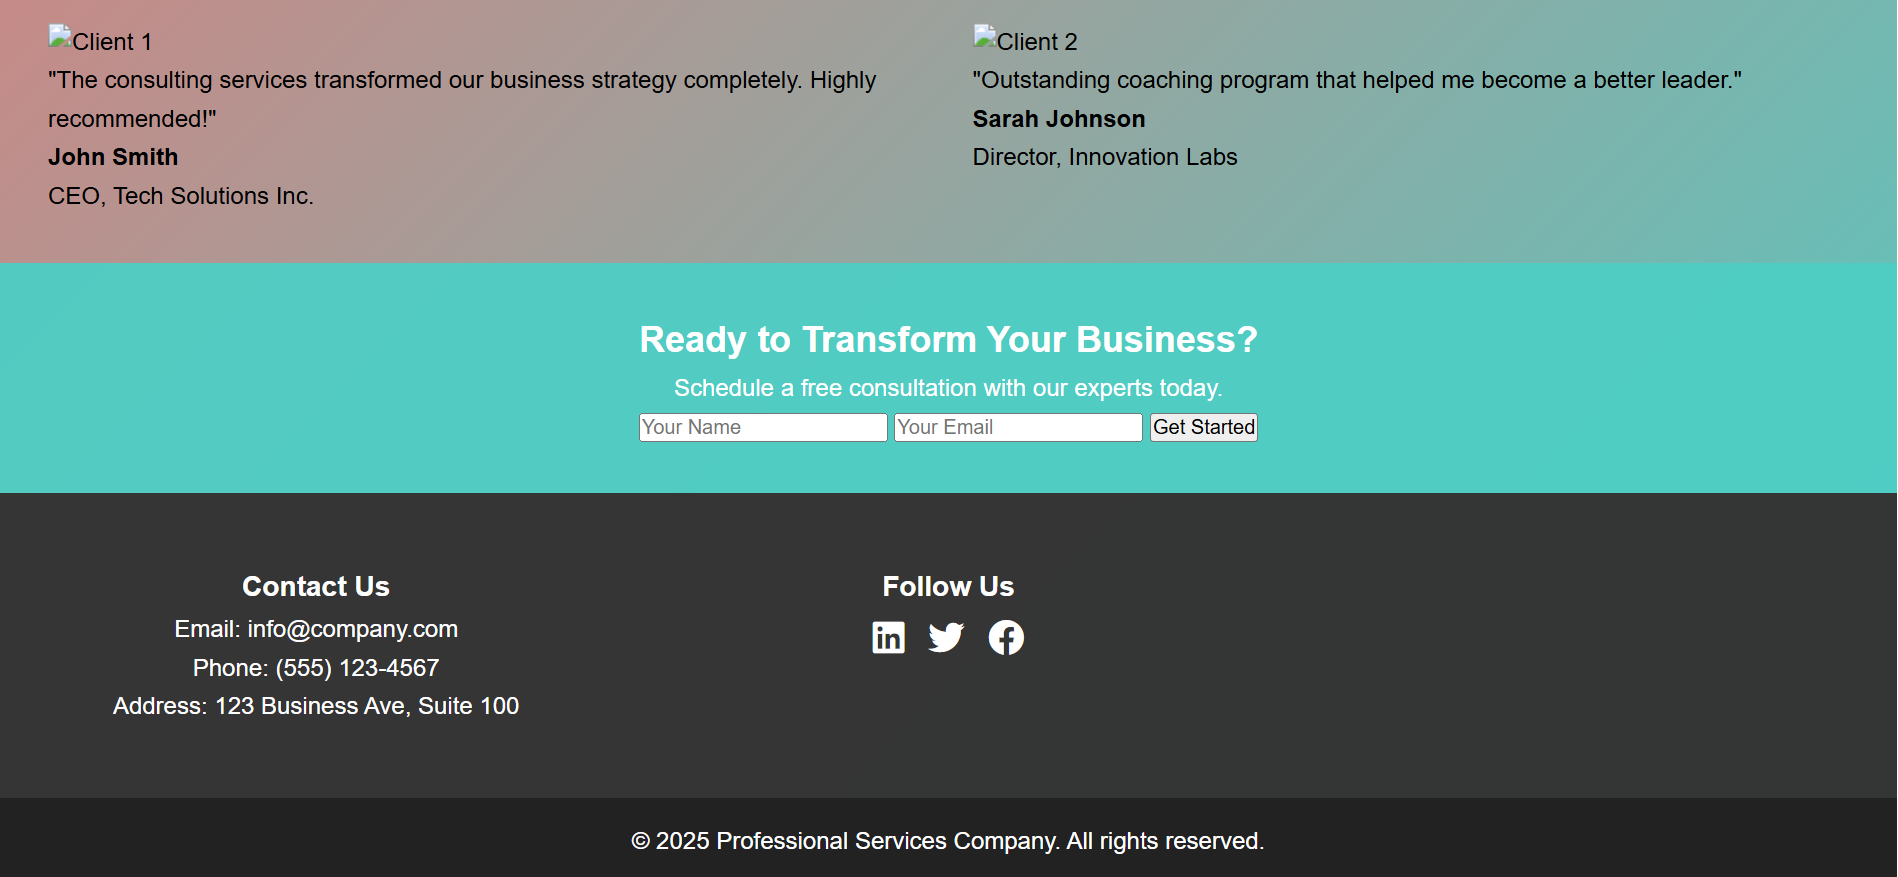 Client 1
"The consulting services transformed our business strategy completely. Highly
recommended!"
John Smith
CEO, Tech Solutions Inc.
Client 2
"Outstanding coaching program that helped me become a better leader."
Sarah Johnson
Director, Innovation Labs
Ready to Transform Your Business?
Schedule a free consultation with our experts today.
Your Name
Your Email
Get Started
Contact Us
Email: info@company.com
Phone: (555) 123-4567
Address: 123 Business Ave, Suite 100
Follow Us
© 2025 Professional Services Company. All rights reserved.